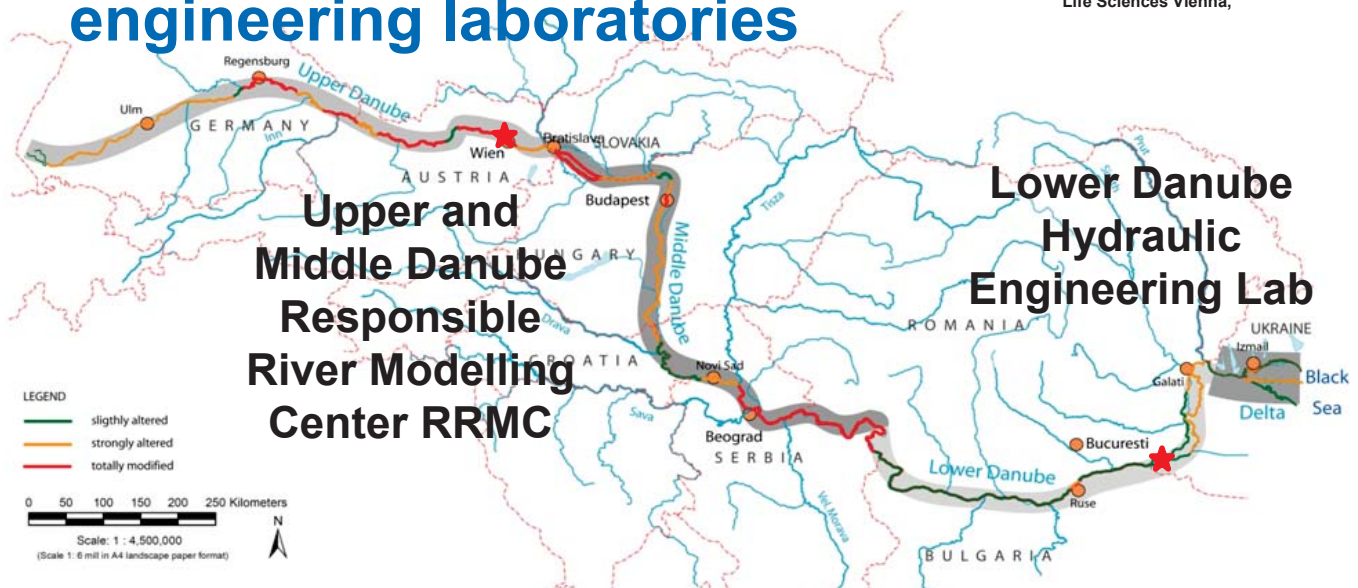 Life Sciences Vienna,
engineering laboratories
Regensburg
Upper Danube
Ulm
GERMANY
Inn
Wien
Bratislava
SLOVAKIA
AUSTRIA
Budapest
Tisza
Prut
Upper and
Middle Danube
Responsible
River Modelling
Center RRMC
HUNGARY
Middle Danube
Drava
CROATIA
Novi Sad
Sava
Beograd
SERBIA
Vel.Morava
Lower Danube
Hydraulic
Engineering Lab
ROMANIA
UKRAINE
Izmail
Galati
Black
Sea
Delta
Bucuresti
Lower Danube
Ruse
BULGARIA
LEGEND
sligthly altered
strongly altered
totally modified
0 50 100 150 200 250 Kilometers
Scale: 1 : 4,500,000
(Scale 1: 6 mill in A4 landscape paper format)
N